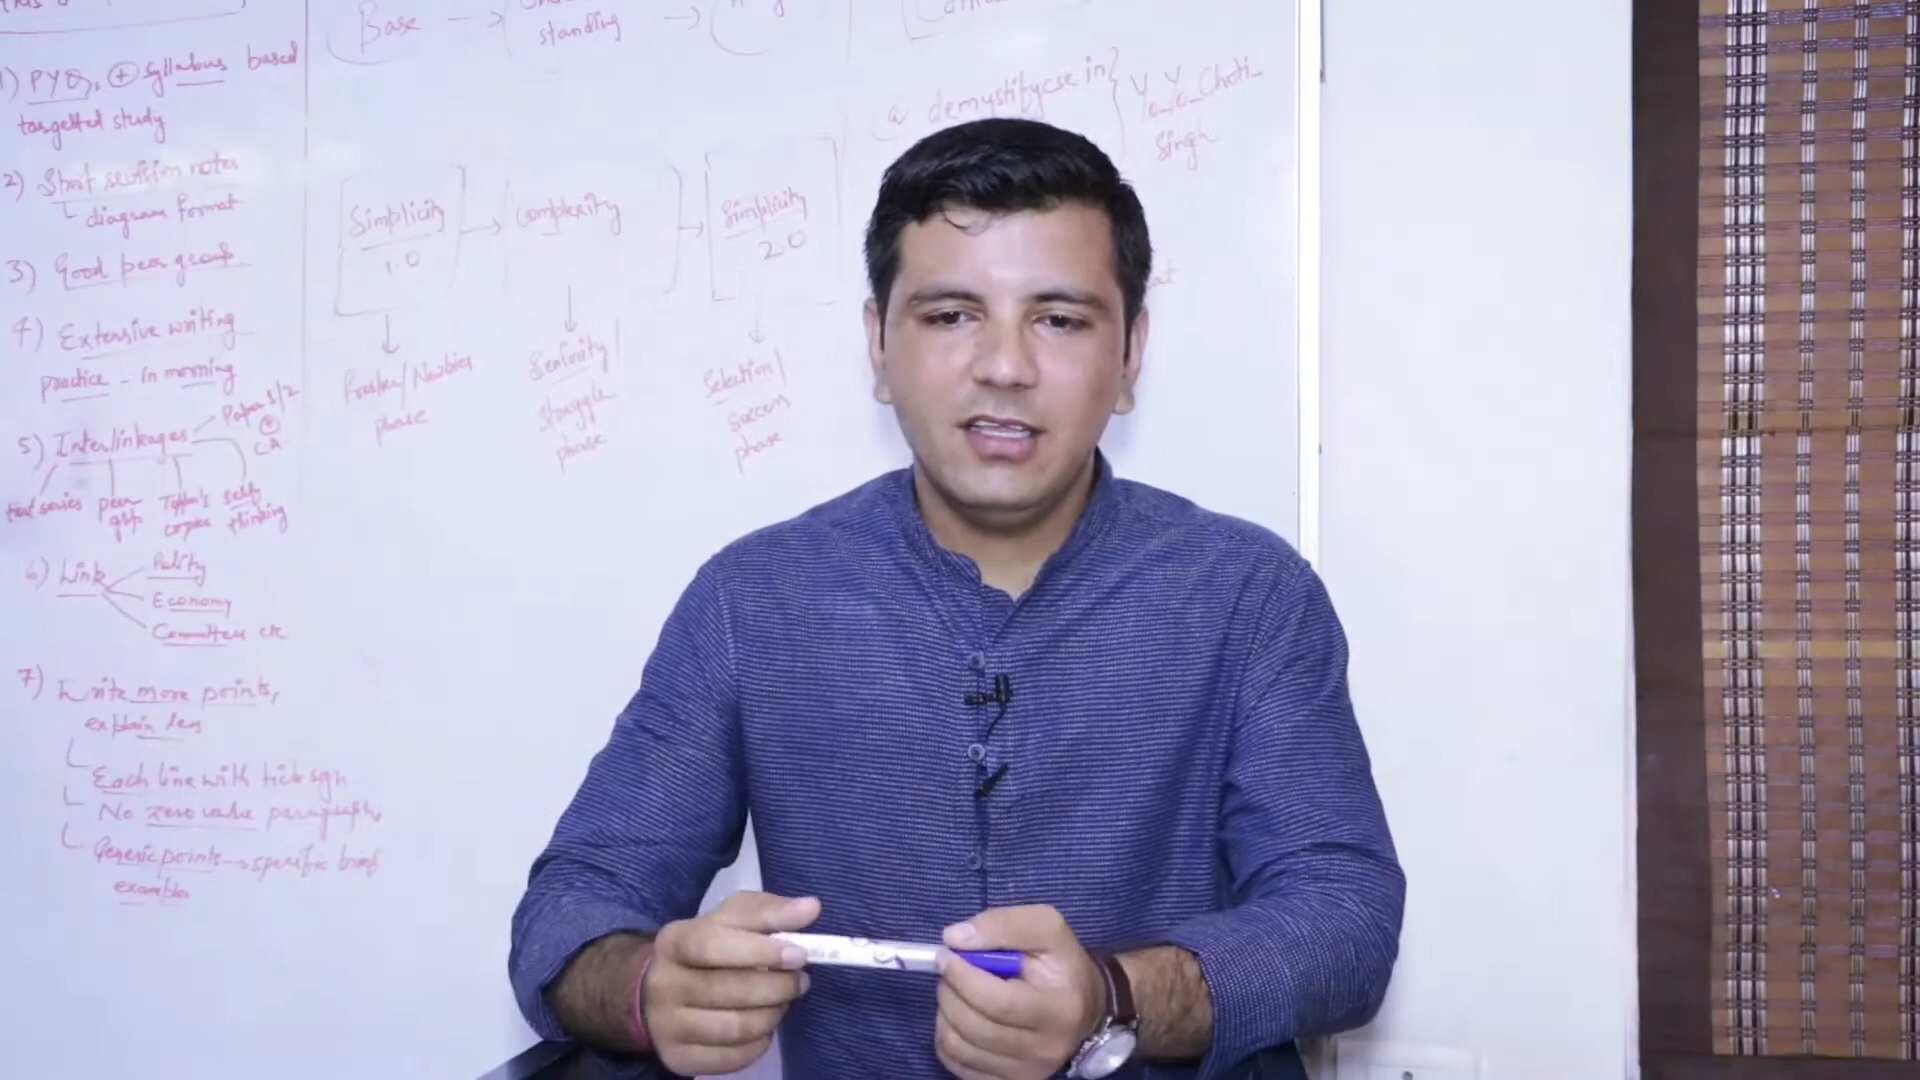 1) PYQs ⊕ Syllabus based
targetted study
2) Short revision notes
diagram format
3) Good peer group
4) Extensive writing
practice - in morning
5) Interlinkages
Paper 1/2
⊕
C.A.
test series peer grp Topper's copies self thinking
6) Link
Polity
Economy
Committees etc
7) Write more points,
explain less
Each line with tick sign
No zero value paragraphs
Generic points → specific brief
examples
Base → standing →
@ demystifycse in } Yo_Yo_Choti_
Singh
Simplicity 1.0 → Complexity → Simplicity 2.0
Fresher/Newbies
phase
Seniority/
struggle
phase
Selection/
success
phase